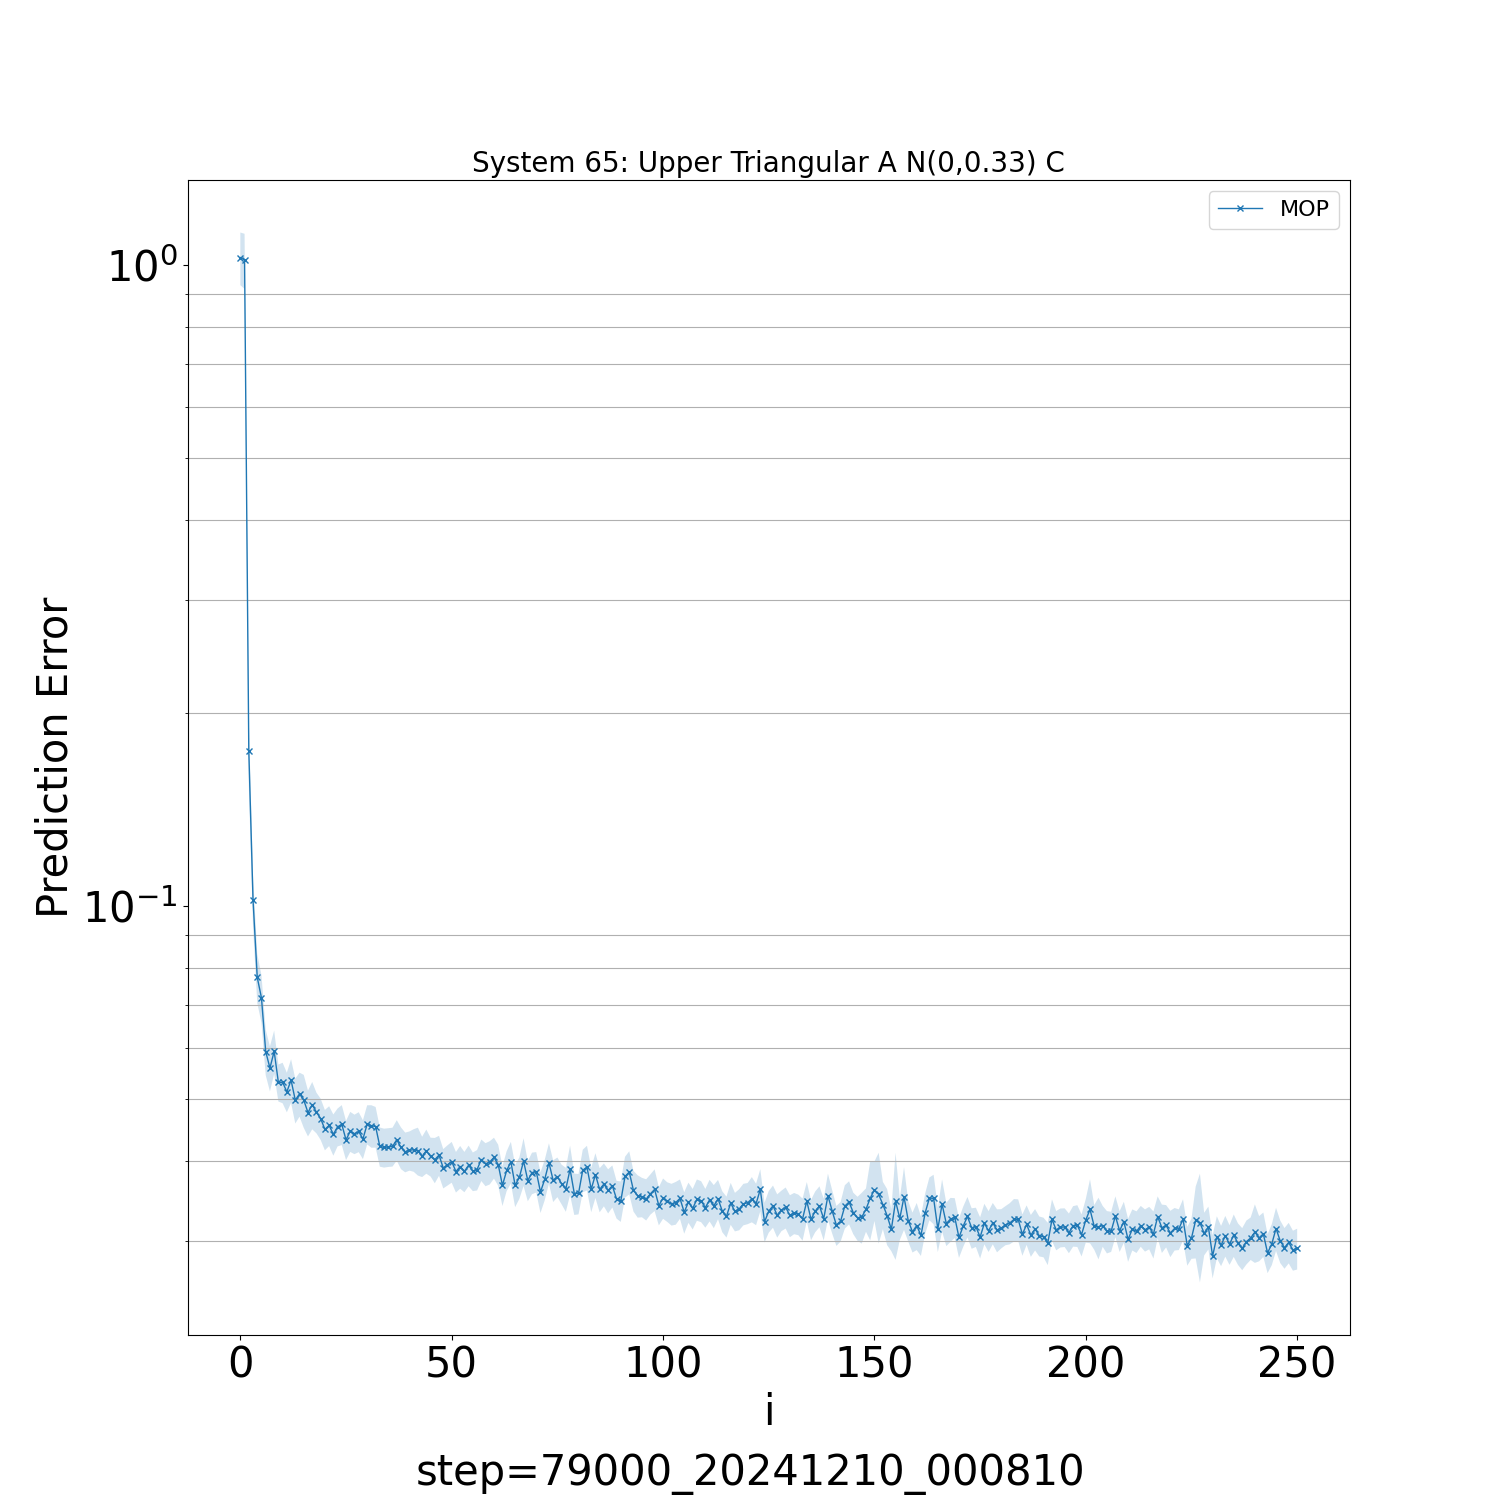 System 65: Upper Triangular A N(0,0.33) C
MOP
10⁰
10⁻¹
Prediction Error
0 50 100 150 200 250
i
step=79000_20241210_000810